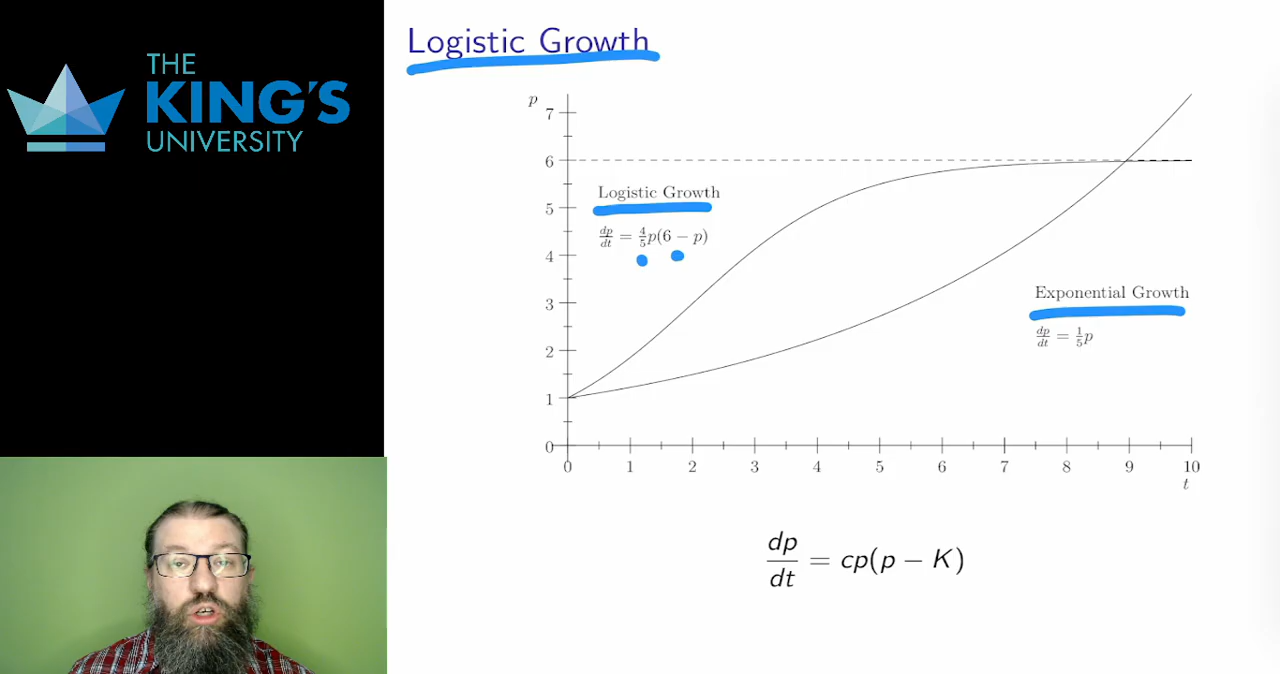 THE
KING'S
UNIVERSITY
Logistic Growth
p
7
6
5
4
3
2
1
0
Logistic Growth
dp/dt = 4/5 p(6 − p)
Exponential Growth
dp/dt = 1/5 p
0 1 2 3 4 5 6 7 8 9 10
t
dp/dt = cp(p − K)